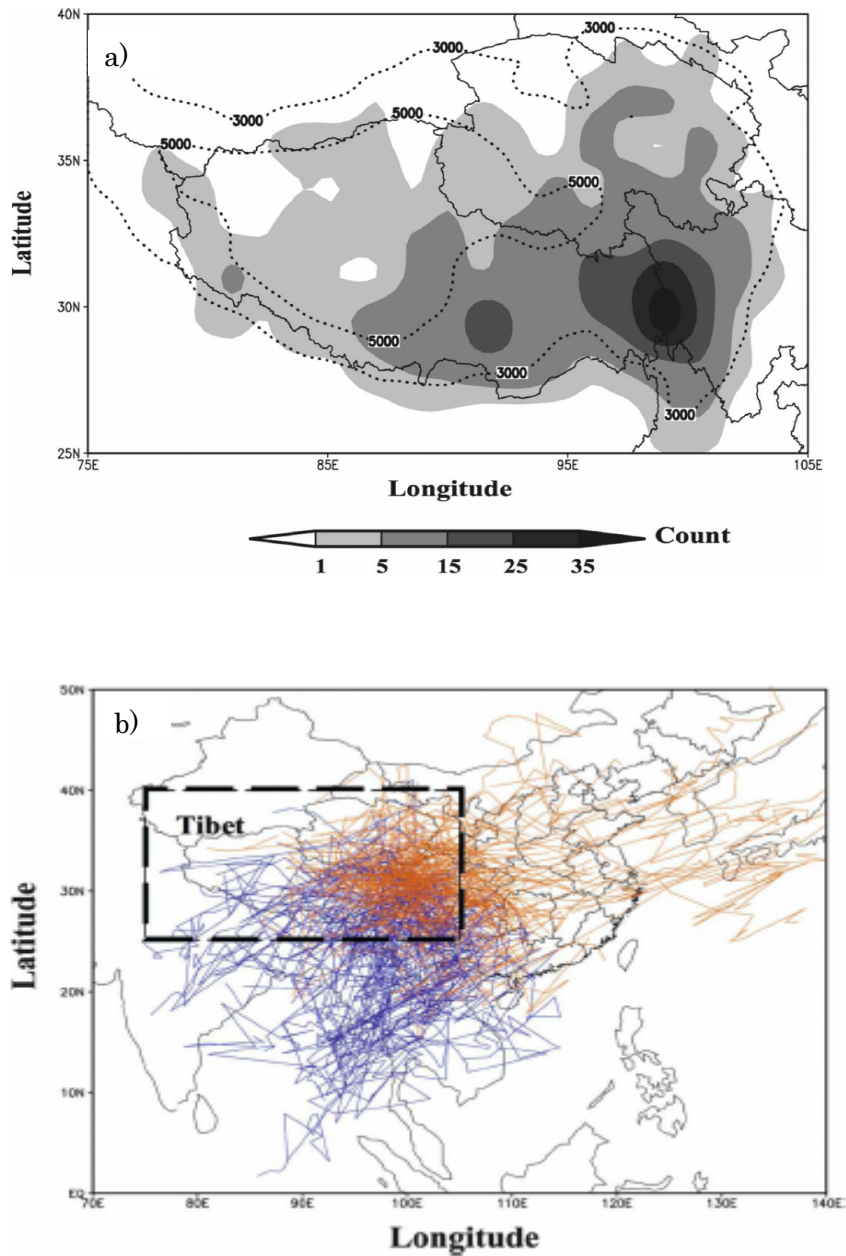 a)
40N
35N
30N
25N
75E
85E
95E
105E
3000
3000
3000
5000
5000
5000
5000
3000
3000
Latitude
Longitude
Count
1 5 15 25 35
b)
50N
40N
30N
20N
10N
EQ
70E 80E 90E 100E 110E 120E 130E 140E
Tibet
Latitude
Longitude